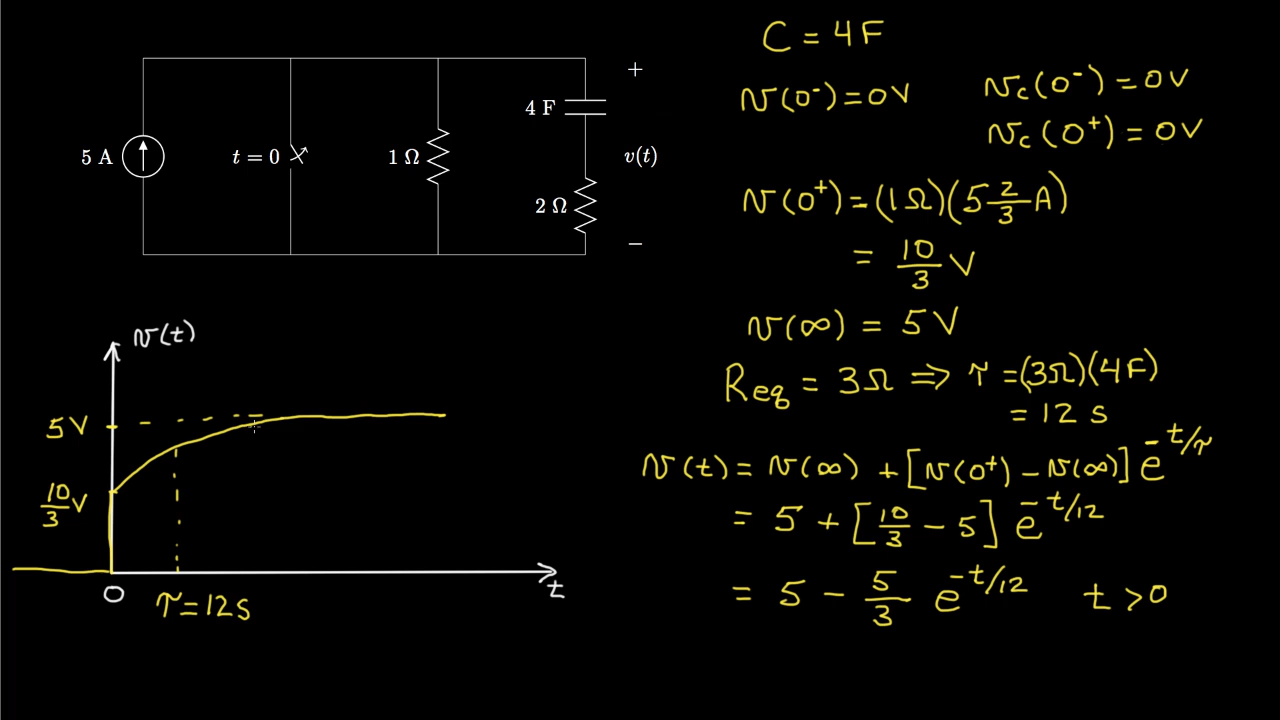 5 A
t = 0
1 Ω
4 F
2 Ω
+
v(t)
−
v(t)
5V
10/3 V
0
τ=12s
t
C = 4F
v(0⁻)=0V
v_c(0⁻)=0V
v_c(0⁺)=0V
v(0⁺)=(1Ω)(5 2/3 A)
= 10/3 V
v(∞) = 5V
Req = 3Ω ⇒ τ =(3Ω)(4F)
= 12 s
v(t) = v(∞) + [v(0⁺) − v(∞)] e^(−t/τ)
= 5 + [10/3 − 5] e^(−t/12)
= 5 − 5/3 e^(−t/12) t >0